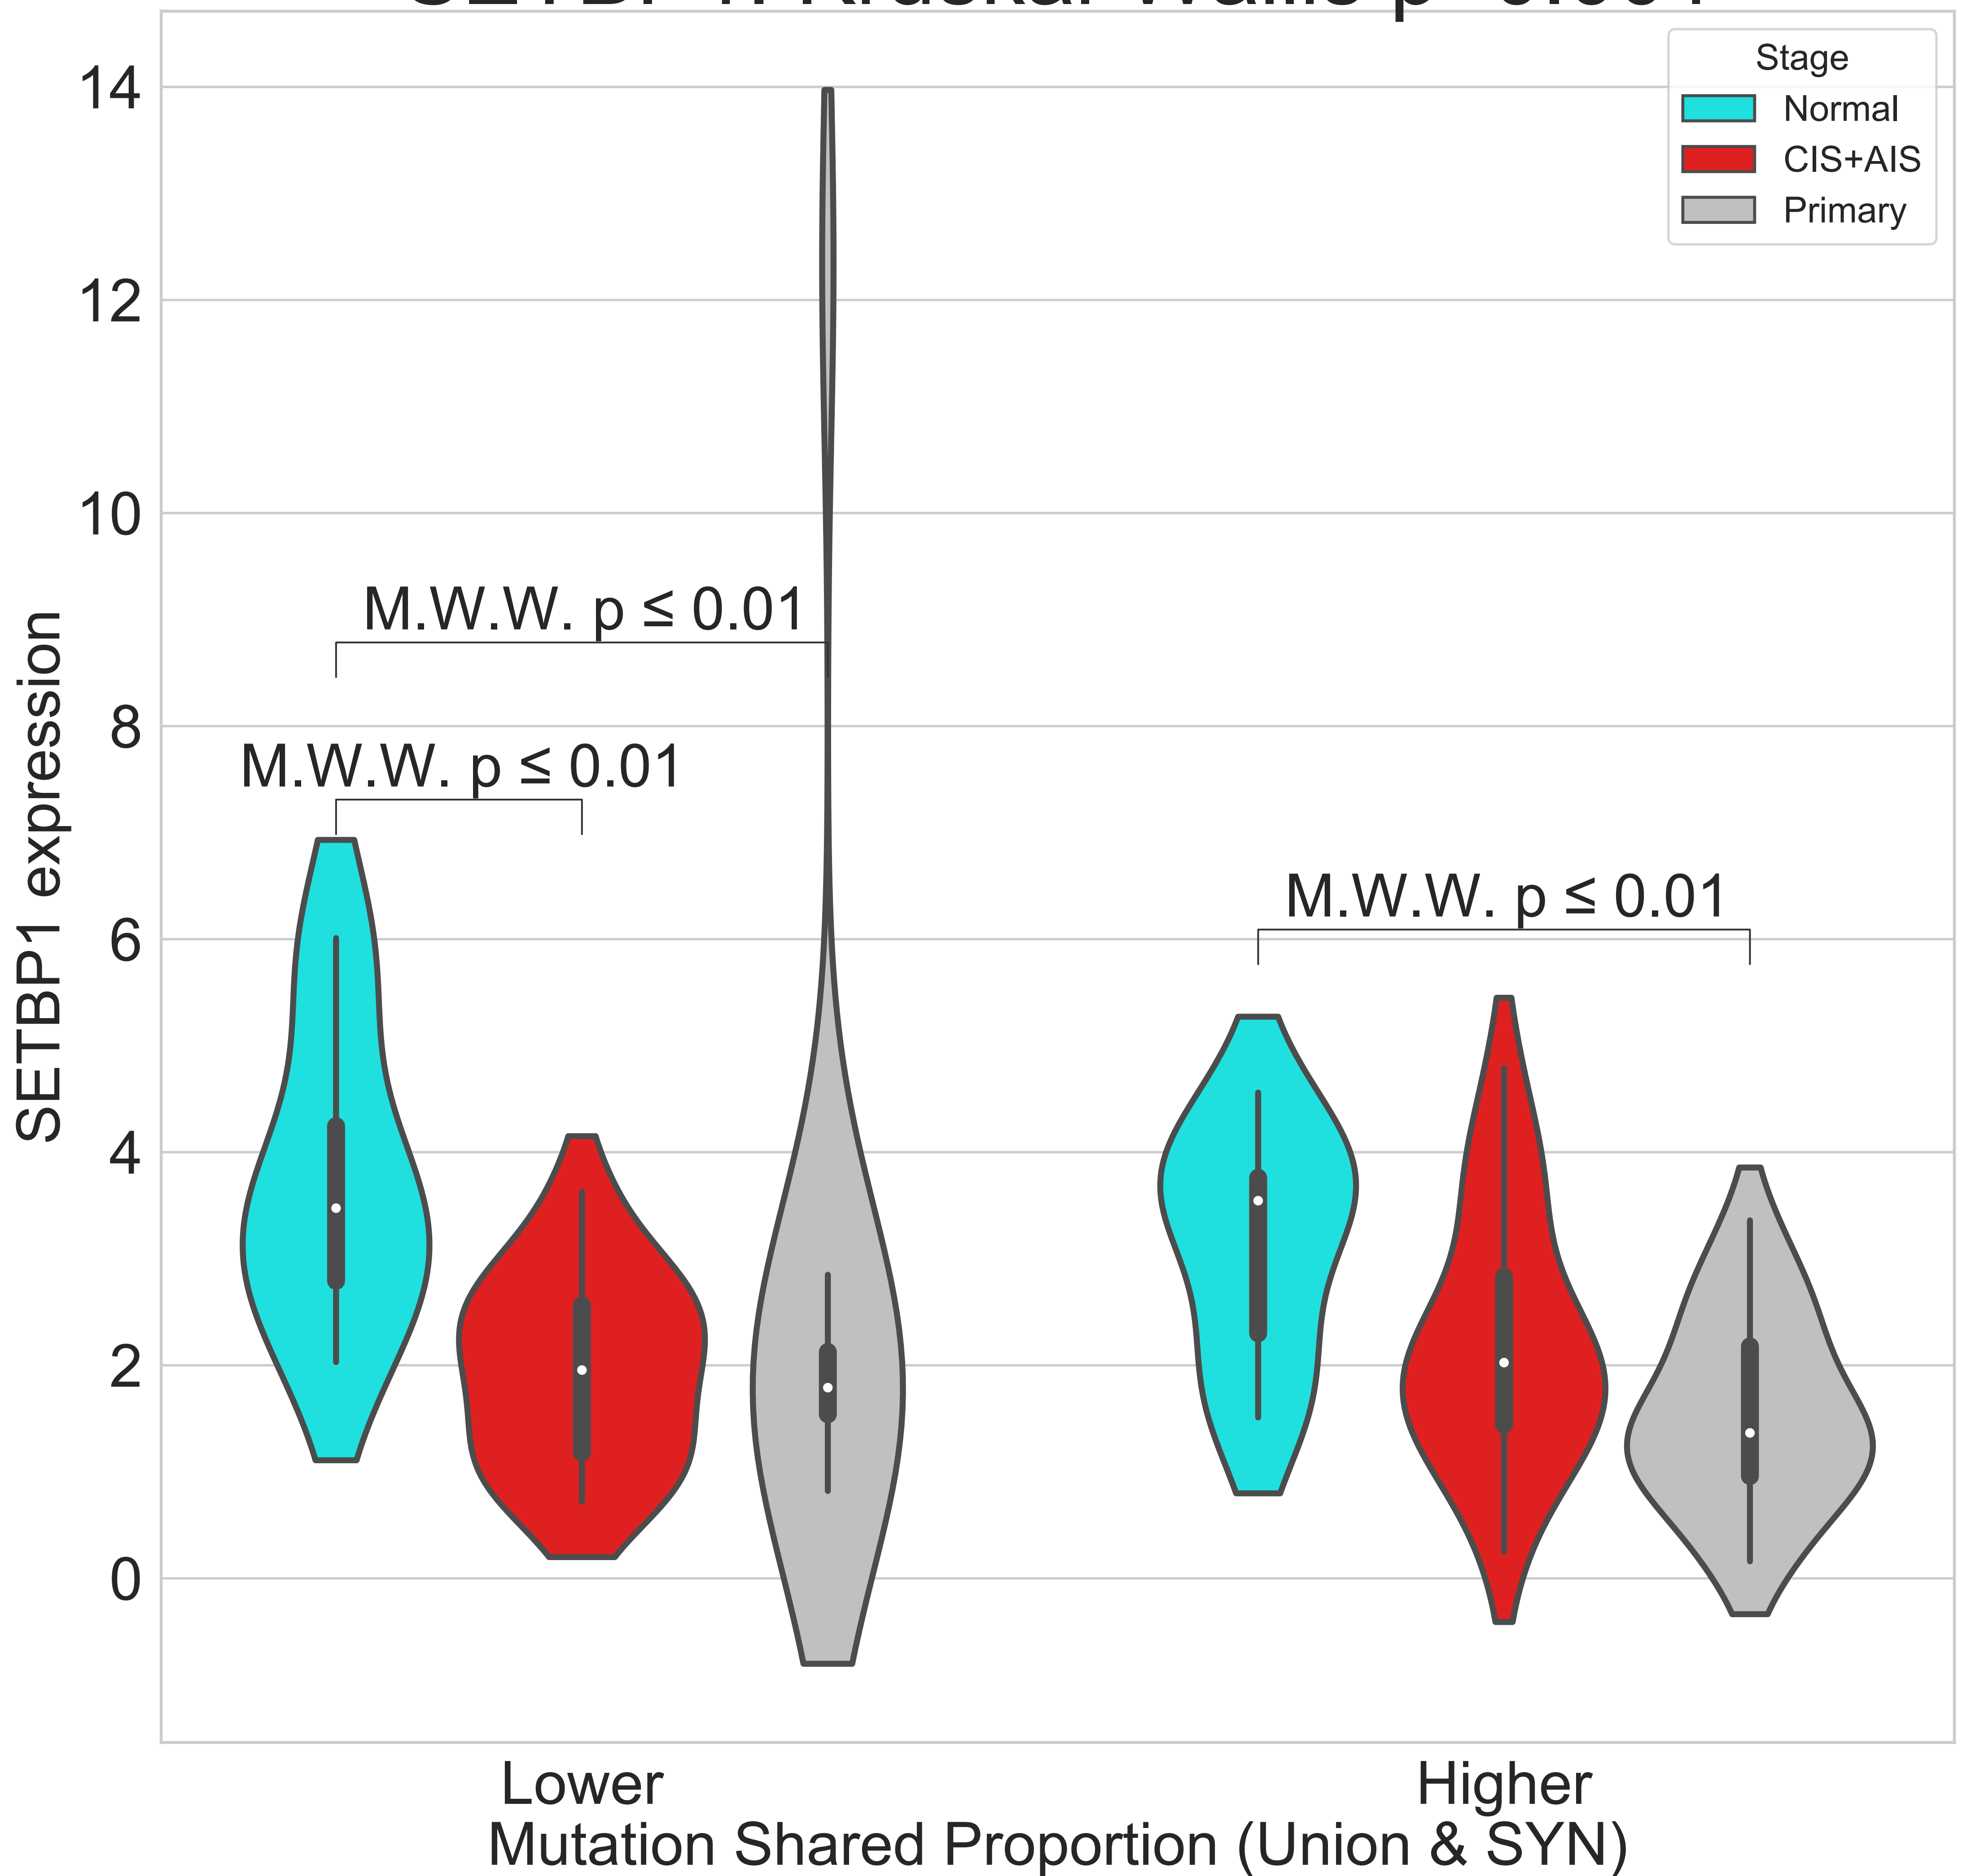 14
12
10
8
6
4
2
0
SETBP1 expression
Stage
Normal
CIS+AIS
Primary
M.W.W. p ≤ 0.01
M.W.W. p ≤ 0.01
M.W.W. p ≤ 0.01
Lower
Higher
Mutation Shared Proportion (Union & SYN)